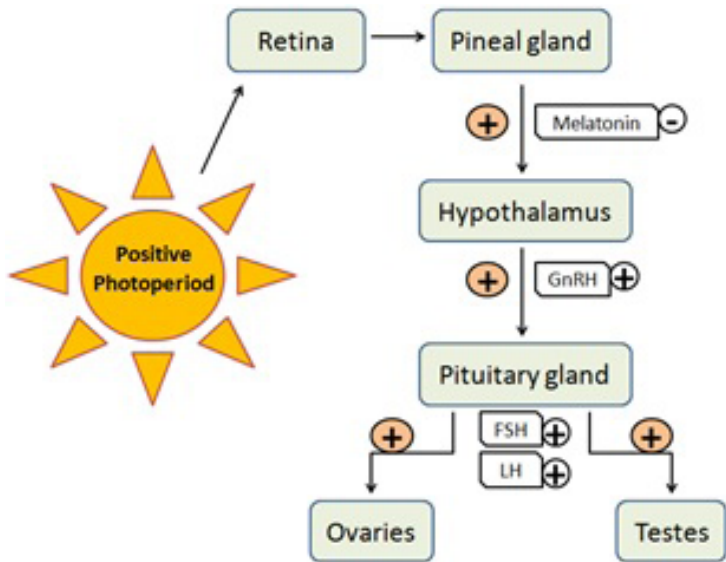 Retina
Pineal gland
+
Melatonin -
Hypothalamus
Positive
Photoperiod
+
GnRH +
Pituitary gland
+
FSH +
+
LH +
Ovaries
Testes